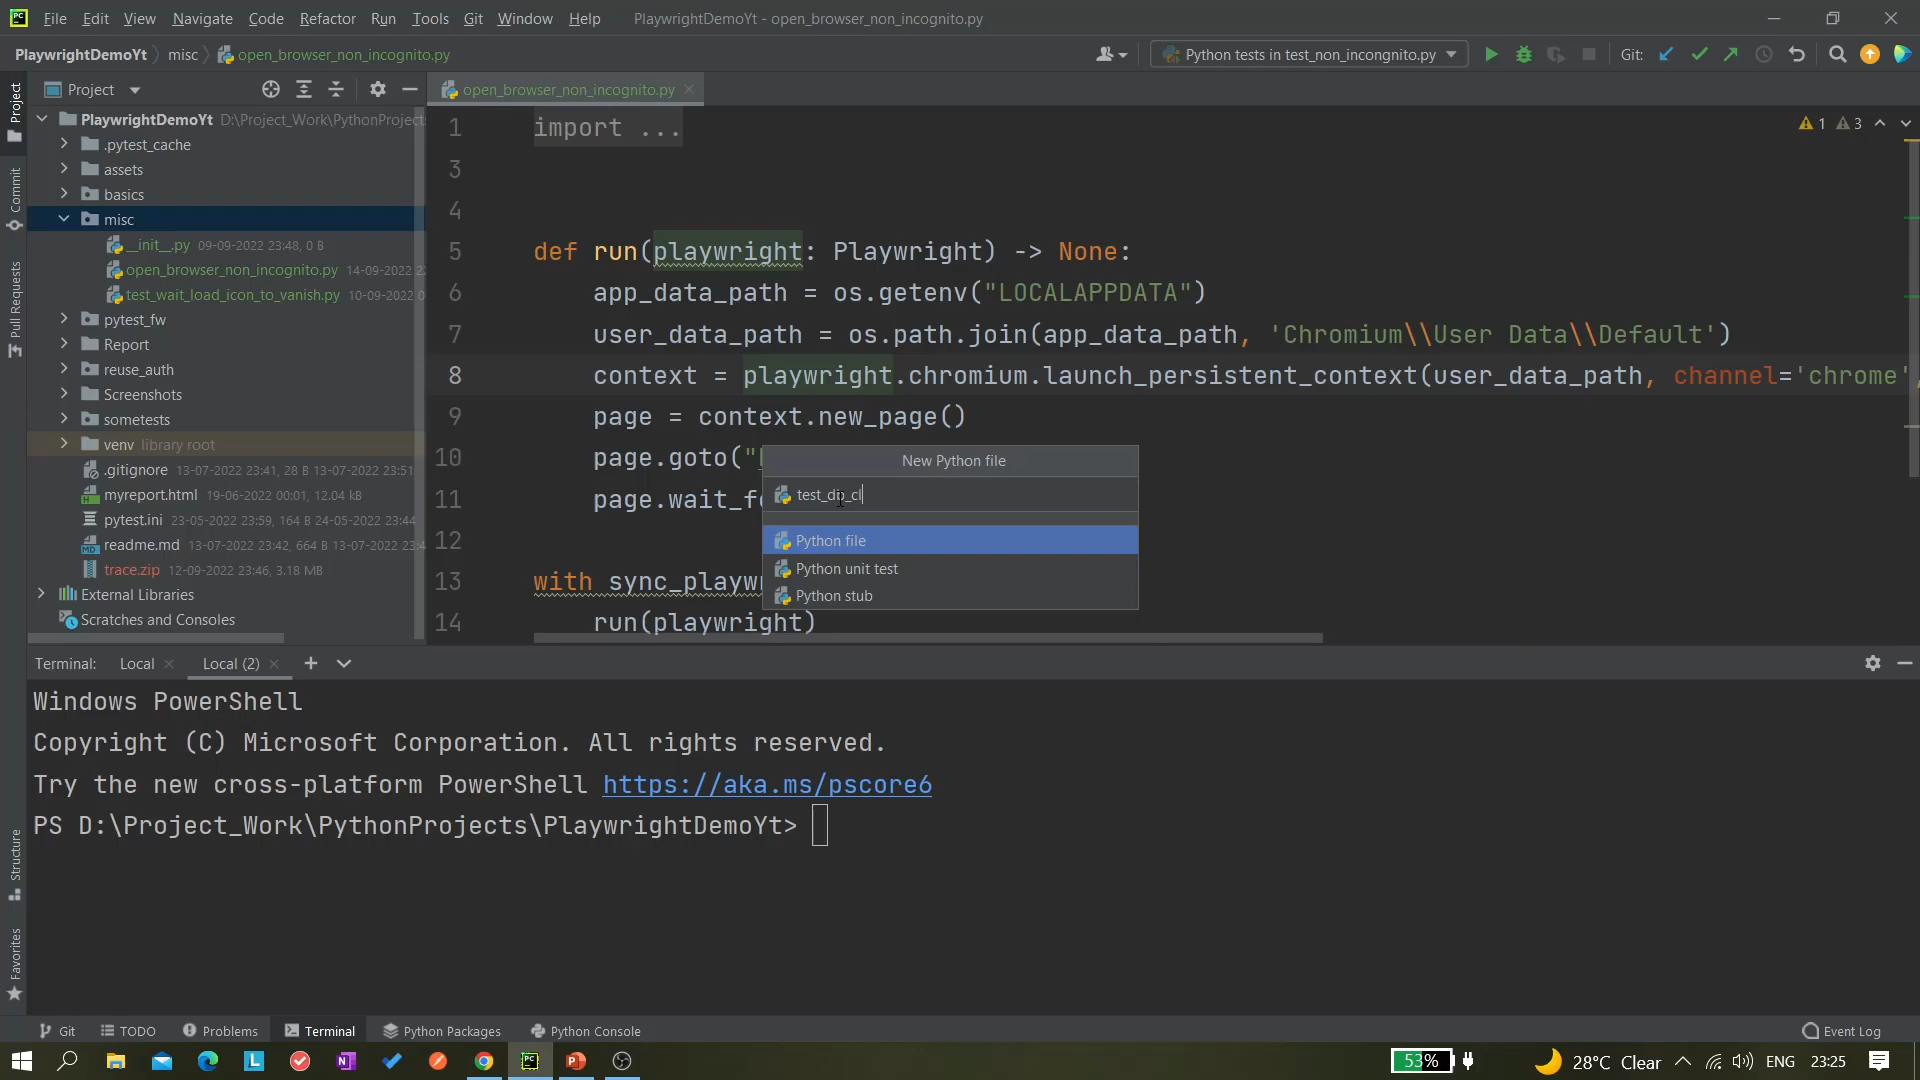 File Edit View Navigate Code Refactor Run Tools Git Window Help PlaywrightDemoYt - open_browser_non_incognito.py
PlaywrightDemoYt misc open_browser_non_incognito.py Python tests in test_non_incongnito.py Git:
Project
open_browser_non_incognito.py
PlaywrightDemoYt D:\Project_Work\PythonProject
.pytest_cache
assets
basics
misc
__init__.py 09-09-2022 23:48, 0 B
open_browser_non_incognito.py 14-09-2022 2
test_wait_load_icon_to_vanish.py 10-09-2022 0
pytest_fw
Report
reuse_auth
Screenshots
sometests
venv library root
.gitignore 13-07-2022 23:41, 28 B 13-07-2022 23:51
myreport.html 19-06-2022 00:01, 12.04 kB
pytest.ini 23-05-2022 23:59, 164 B 24-05-2022 23:44
readme.md 13-07-2022 23:42, 664 B 13-07-2022 23:4
trace.zip 12-09-2022 23:46, 3.18 MB
External Libraries
Scratches and Consoles
Project
Commit
Pull Requests
Structure
Favorites
1 import ...
3
4
5 def run(playwright: Playwright) -> None:
6 app_data_path = os.getenv("LOCALAPPDATA")
7 user_data_path = os.path.join(app_data_path, 'Chromium\\User Data\\Default')
8 context = playwright.chromium.launch_persistent_context(user_data_path, channel='chrome',
9 page = context.new_page()
10 page.goto("
11 page.wait_fo
12
13 with sync_playw
14 run(playwright)
1 3
New Python file
Python file
Python unit test
Python stub
Terminal: Local Local (2)
Windows PowerShell
Copyright (C) Microsoft Corporation. All rights reserved.
Try the new cross-platform PowerShell https://aka.ms/pscore6
PS D:\Project_Work\PythonProjects\PlaywrightDemoYt>
Git TODO Problems Terminal Python Packages Python Console Event Log
53% 28°C Clear ENG 23:25